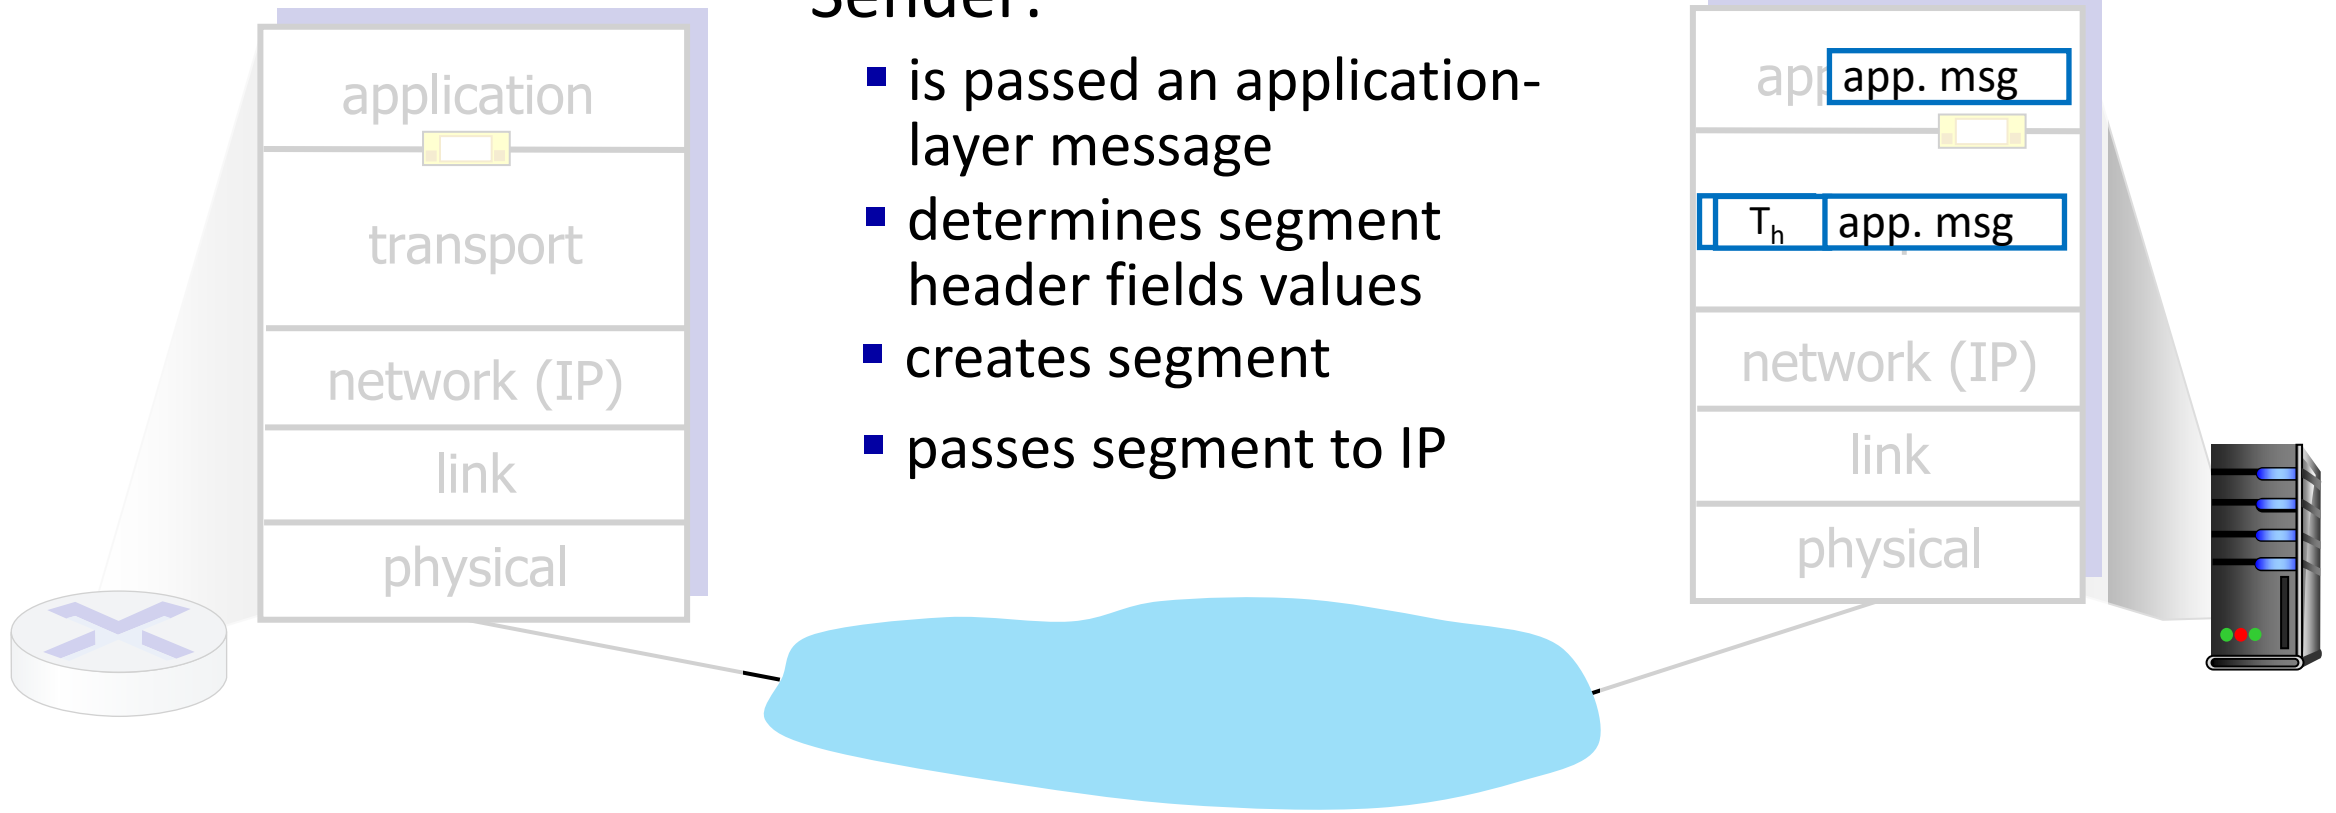 application
transport
network (IP)
link
physical
Sender:
is passed an application-
layer message
determines segment
header fields values
creates segment
passes segment to IP
app. msg
Th app. msg
network (IP)
link
physical